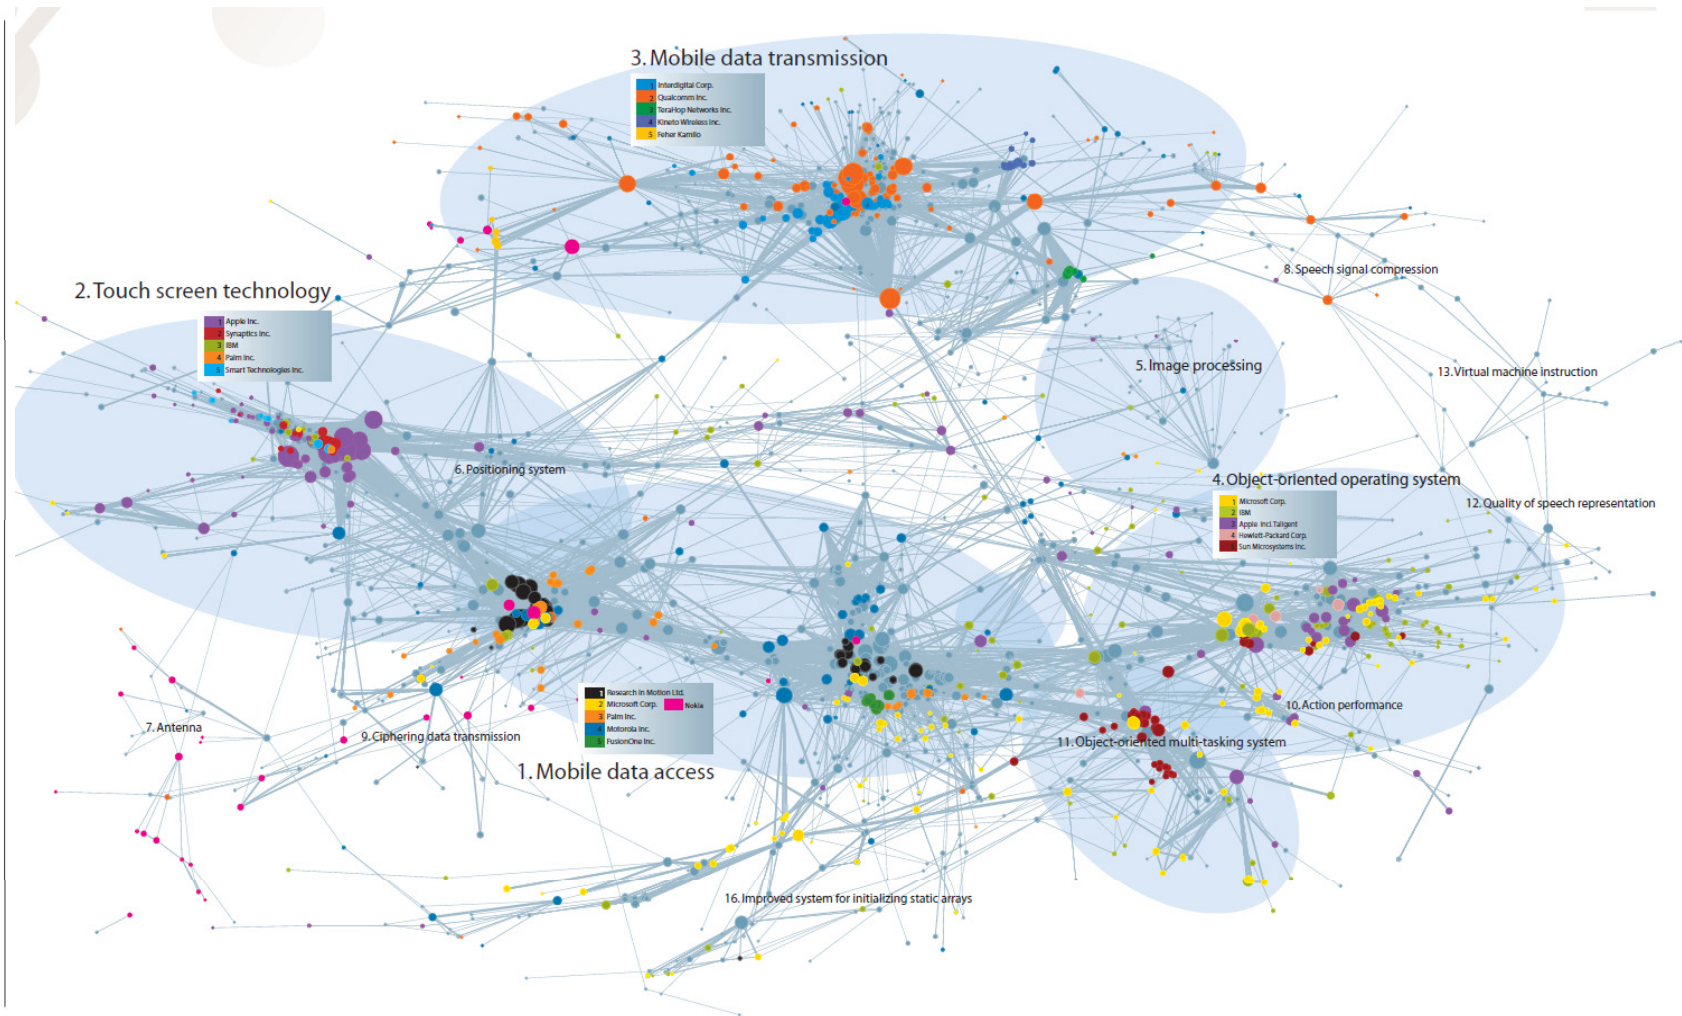 3. Mobile data transmission
1 Interdigital Corp.
2 Qualcomm Inc.
3 TeraHop Networks Inc.
4 Kineto Wireless Inc.
5 Feher Kamilo
8. Speech signal compression
2. Touch screen technology
1 Apple Inc.
2 Synaptics Inc.
3 IBM
4 Palm Inc.
5 Smart Technologies Inc.
5. Image processing
13. Virtual machine instruction
6. Positioning system
4. Object-oriented operating system
1 Microsoft Corp.
2 IBM
3 Apple Incl. Taligent
4 Hewlett-Packard Corp.
5 Sun Microsystems Inc.
12. Quality of speech representation
1 Research In Motion Ltd.
2 Microsoft Corp. Nokia
3 Palm Inc.
4 Motorola Inc.
5 FusionOne Inc.
10. Action performance
7. Antenna
9. Ciphering data transmission
11. Object-oriented multi-tasking system
1. Mobile data access
16. Improved system for initializing static arrays